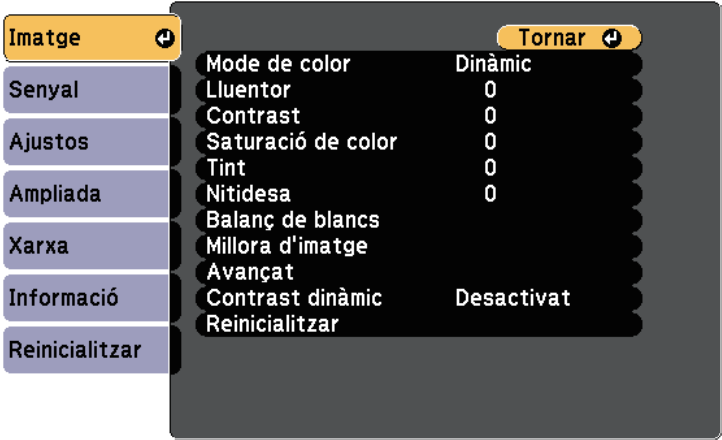 Imatge
Senyal
Ajustos
Ampliada
Xarxa
Informació
Reinicialitzar
Tornar
Mode de color Dinàmic
Lluentor 0
Contrast 0
Saturació de color 0
Tint 0
Nitidesa 0
Balanç de blancs
Millora d'imatge
Avançat
Contrast dinàmic Desactivat
Reinicialitzar